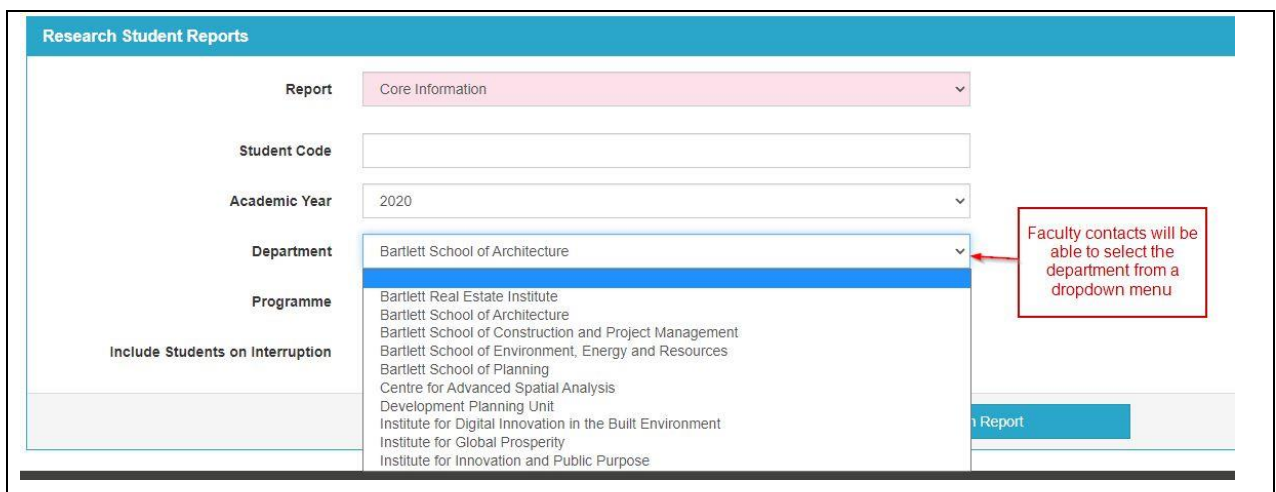 Research Student Reports
Report
Core Information
Student Code
Academic Year
2020
Department
Bartlett School of Architecture
Faculty contacts will be
able to select the
department from a
dropdown menu
Programme
Bartlett Real Estate Institute
Bartlett School of Architecture
Bartlett School of Construction and Project Management
Include Students on Interruption
Bartlett School of Environment, Energy and Resources
Bartlett School of Planning
Centre for Advanced Spatial Analysis
Development Planning Unit
Institute for Digital Innovation in the Built Environment
Institute for Global Prosperity
Institute for Innovation and Public Purpose
Report